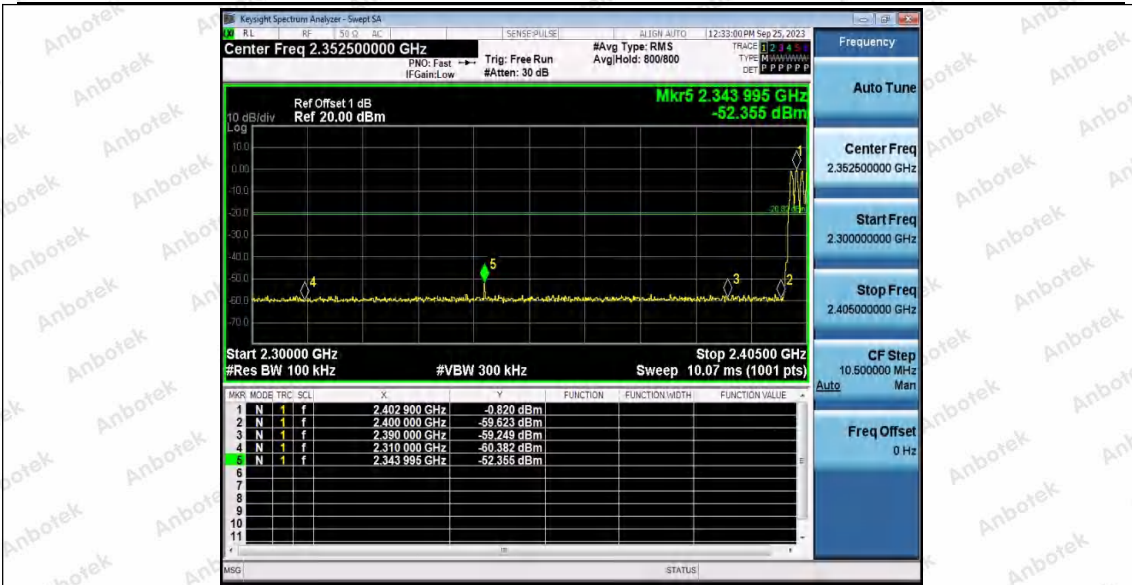 Keysight Spectrum Analyzer - Swept SA
RL RF 50 Ω AC SENSE:PULSE ALIGN AUTO 12:33:00 PM Sep 25, 2023
Center Freq 2.352500000 GHz
PNO: Fast
IFGain:Low
Trig: Free Run
#Atten: 30 dB
#Avg Type: RMS
Avg|Hold: 800/800
TRACE 1 2 3 4 5 6
TYPE M WWWWW
DET P P P P P P
Ref Offset 1 dB
Ref 20.00 dBm
10 dB/div
Log
Mkr5 2.343 995 GHz
-52.355 dBm
10.0
0.00
-10.0
-20.0
-30.0
-40.0
-50.0
-60.0
-70.0
1
2
3
4
5
Start 2.30000 GHz Stop 2.40500 GHz
#Res BW 100 kHz #VBW 300 kHz Sweep 10.07 ms (1001 pts)
MKR MODE TRC SCL X Y FUNCTION FUNCTION WIDTH FUNCTION VALUE
1 N 1 f 2.402 900 GHz -0.820 dBm
2 N 1 f 2.400 000 GHz -59.623 dBm
3 N 1 f 2.390 000 GHz -59.249 dBm
4 N 1 f 2.310 000 GHz -60.382 dBm
5 N 1 f 2.343 995 GHz -52.355 dBm
6
7
8
9
10
11
MSG STATUS
Frequency
Auto Tune
Center Freq
2.352500000 GHz
Start Freq
2.300000000 GHz
Stop Freq
2.405000000 GHz
CF Step
10.500000 MHz
Auto Man
Freq Offset
0 Hz
Anbotek